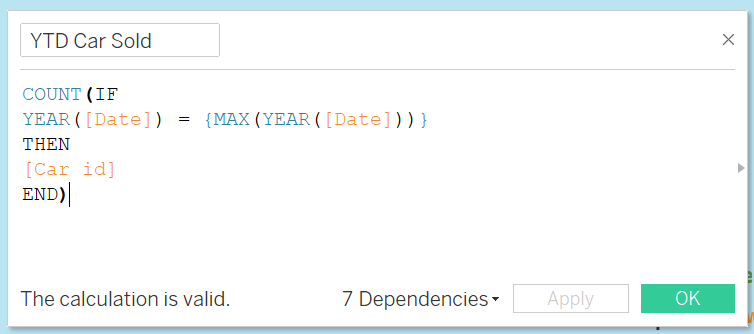 YTD Car Sold
COUNT(IF
YEAR([Date]) = {MAX(YEAR([Date]))}
THEN
[Car id]
END)
The calculation is valid.
7 Dependencies
Apply
OK